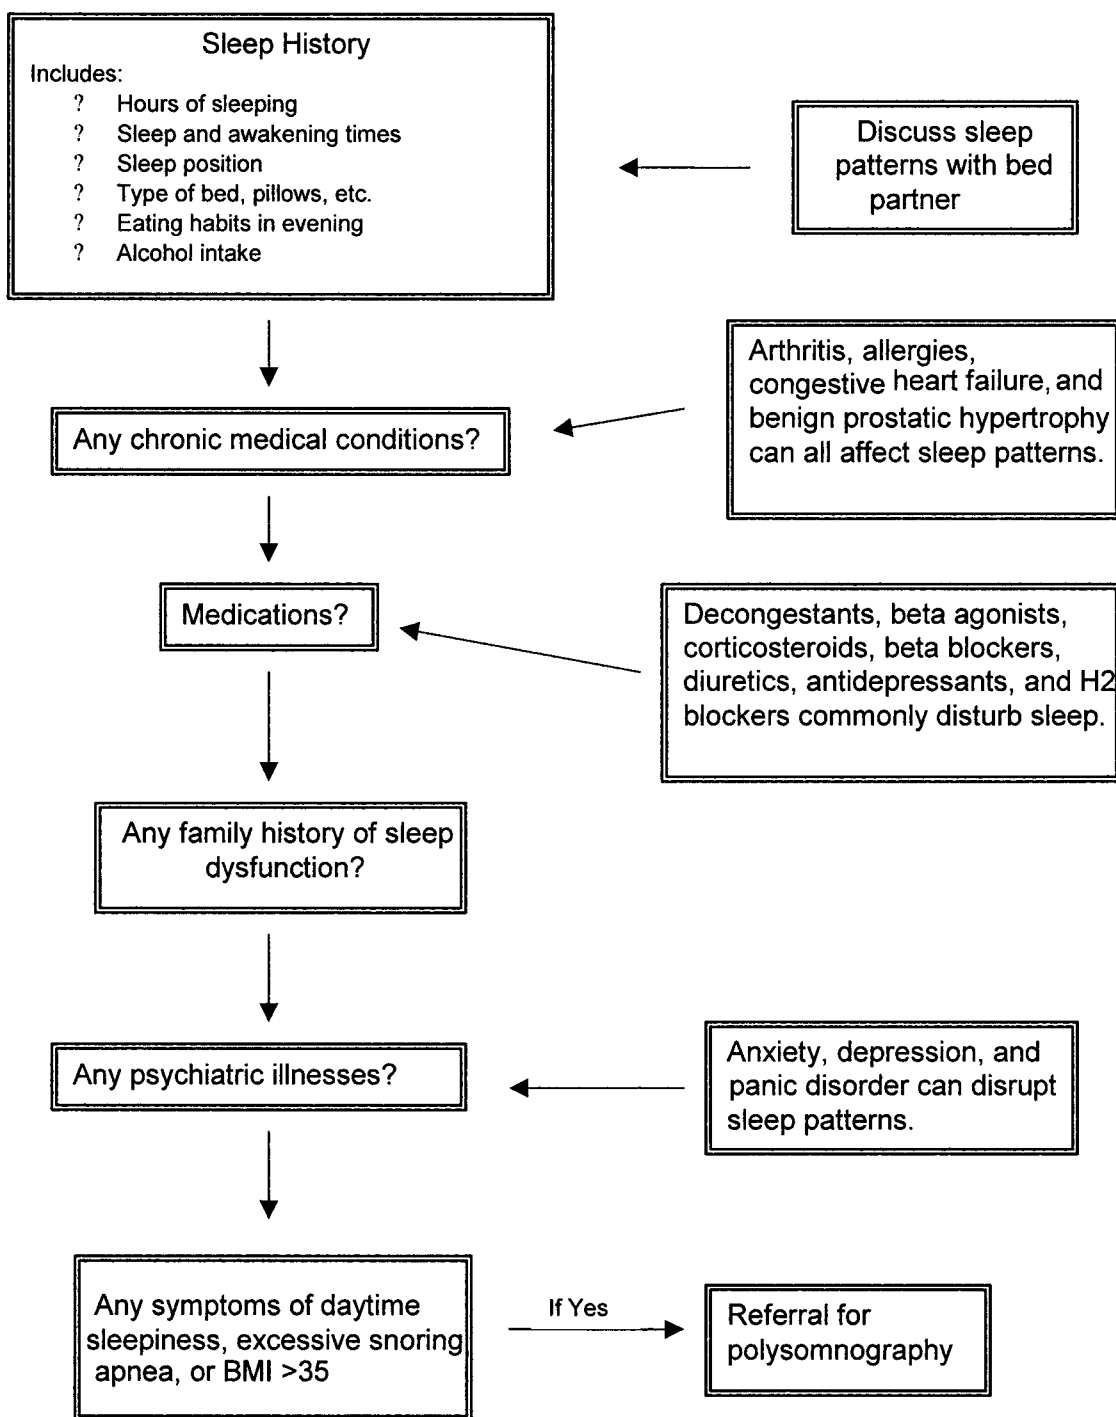 Sleep History
Includes:
? Hours of sleeping
? Sleep and awakening times
? Sleep position
? Type of bed, pillows, etc.
? Eating habits in evening
? Alcohol intake
Discuss sleep
patterns with bed
partner
Any chronic medical conditions?
Arthritis, allergies,
congestive heart failure, and
benign prostatic hypertrophy
can all affect sleep patterns.
Medications?
Decongestants, beta agonists,
corticosteroids, beta blockers,
diuretics, antidepressants, and H2
blockers commonly disturb sleep.
Any family history of sleep
dysfunction?
Any psychiatric illnesses?
Anxiety, depression, and
panic disorder can disrupt
sleep patterns.
Any symptoms of daytime
sleepiness, excessive snoring
apnea, or BMI >35
If Yes
Referral for
polysomnography